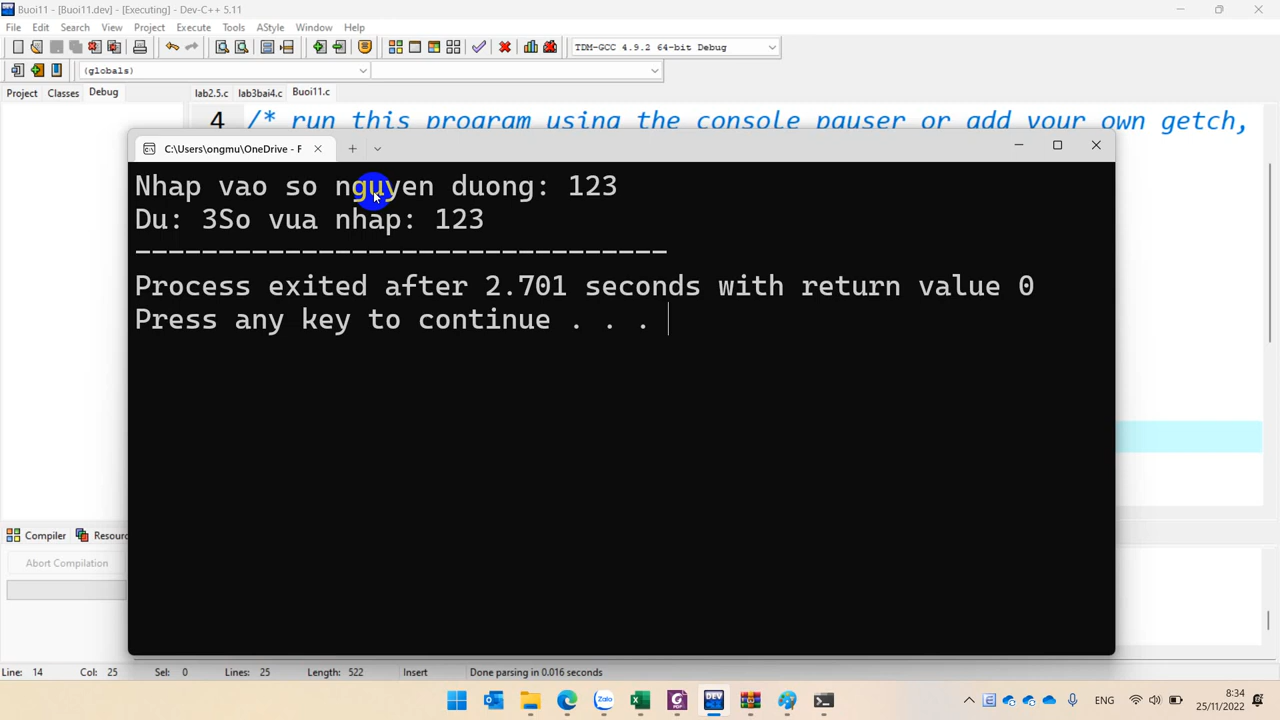 Buoi11 - [Buoi11.dev] - [Executing] - Dev-C++ 5.11
File Edit Search View Project Execute Tools AStyle Window Help
TDM-GCC 4.9.2 64-bit Debug
(globals)
Project Classes Debug lab2.5.c lab3bai4.c Buoi11.c
4 /* run this program using the console pauser or add your own getch,
C:\Users\ongmu\OneDrive - F
Nhap vao so nguyen duong: 123
Du: 3So vua nhap: 123
--------------------------------
Process exited after 2.701 seconds with return value 0
Press any key to continue . . .
Compiler Resourc
Abort Compilation
Line: 14 Col: 25 Sel: 0 Lines: 25 Length: 522 Insert Done parsing in 0.016 seconds
Zalo DEV ENG 8:34
25/11/2022